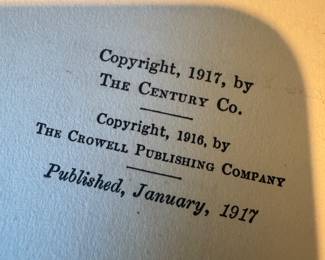 Copyright, 1917, by
The Century Co.
Copyright, 1916, by
The Crowell Publishing Company
Published, January, 1917